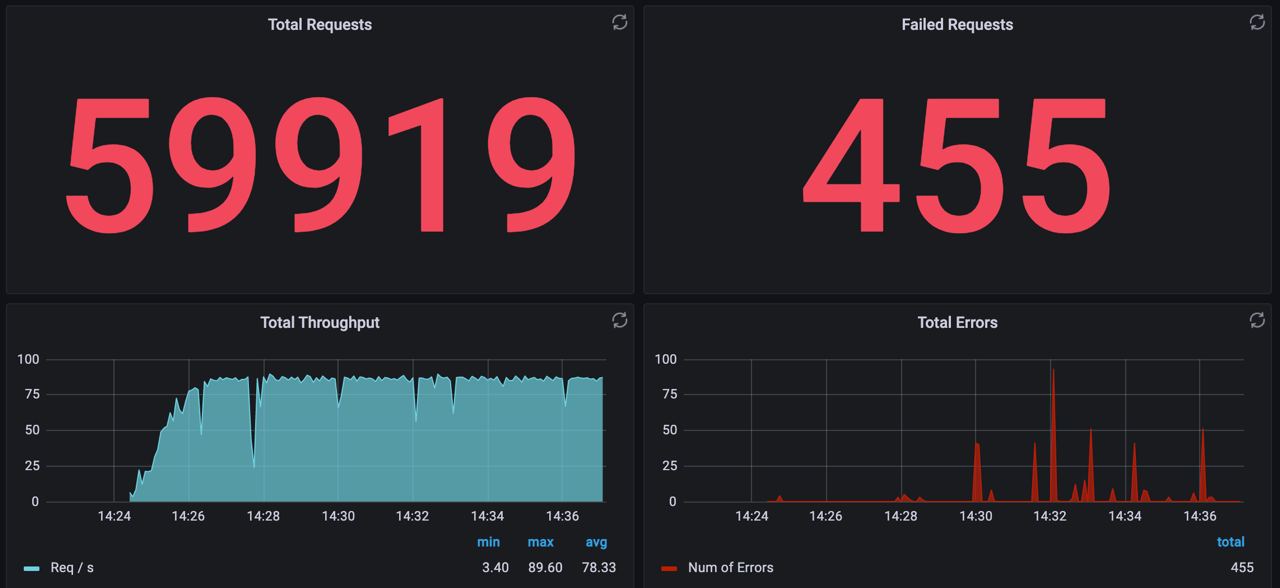 Total Requests
Failed Requests
59919
455
Total Throughput
100
75
50
25
0
14:24 14:26 14:28 14:30 14:32 14:34 14:36
min max avg
Req / s 3.40 89.60 78.33
Total Errors
100
75
50
25
0
14:24 14:26 14:28 14:30 14:32 14:34 14:36
total
Num of Errors 455